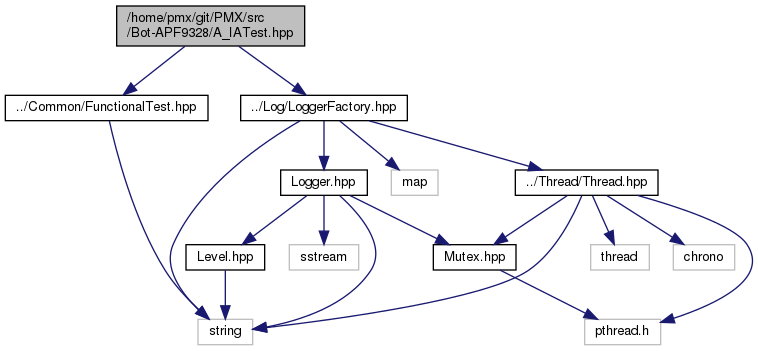 /home/pmx/git/PMX/src
/Bot-APF9328/A_IATest.hpp
../Common/FunctionalTest.hpp
../Log/LoggerFactory.hpp
Logger.hpp
map
../Thread/Thread.hpp
Level.hpp
sstream
Mutex.hpp
thread
chrono
string
pthread.h